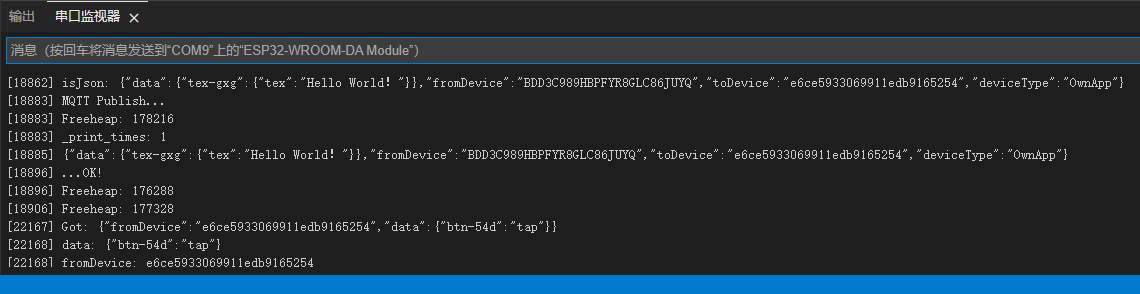 输出 串口监视器
消息（按回车将消息发送到“COM9”上的“ESP32-WROOM-DA Module”）
[18862] isJson: {"data":{"tex-gxg":{"tex":"Hello World! "}},"fromDevice":"BDD3C989HBPFYR8GLC86JUYQ","toDevice":"e6ce5933069911edb9165254","deviceType":"OwnApp"}
[18883] MQTT Publish...
[18883] Freeheap: 178216
[18883] _print_times: 1
[18885] {"data":{"tex-gxg":{"tex":"Hello World! "}},"fromDevice":"BDD3C989HBPFYR8GLC86JUYQ","toDevice":"e6ce5933069911edb9165254","deviceType":"OwnApp"}
[18896] ...OK!
[18896] Freeheap: 176288
[18906] Freeheap: 177328
[22167] Got: {"fromDevice":"e6ce5933069911edb9165254","data":{"btn-54d":"tap"}}
[22168] data: {"btn-54d":"tap"}
[22168] fromDevice: e6ce5933069911edb9165254